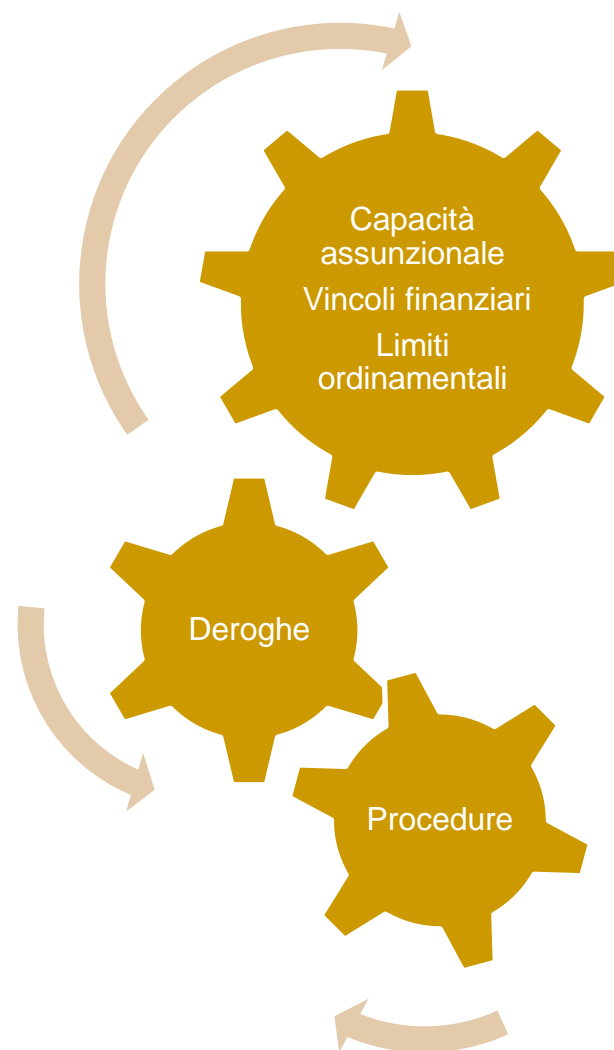 Capacità
assunzionale
Vincoli finanziari
Limiti
ordinamentali
Deroghe
Procedure